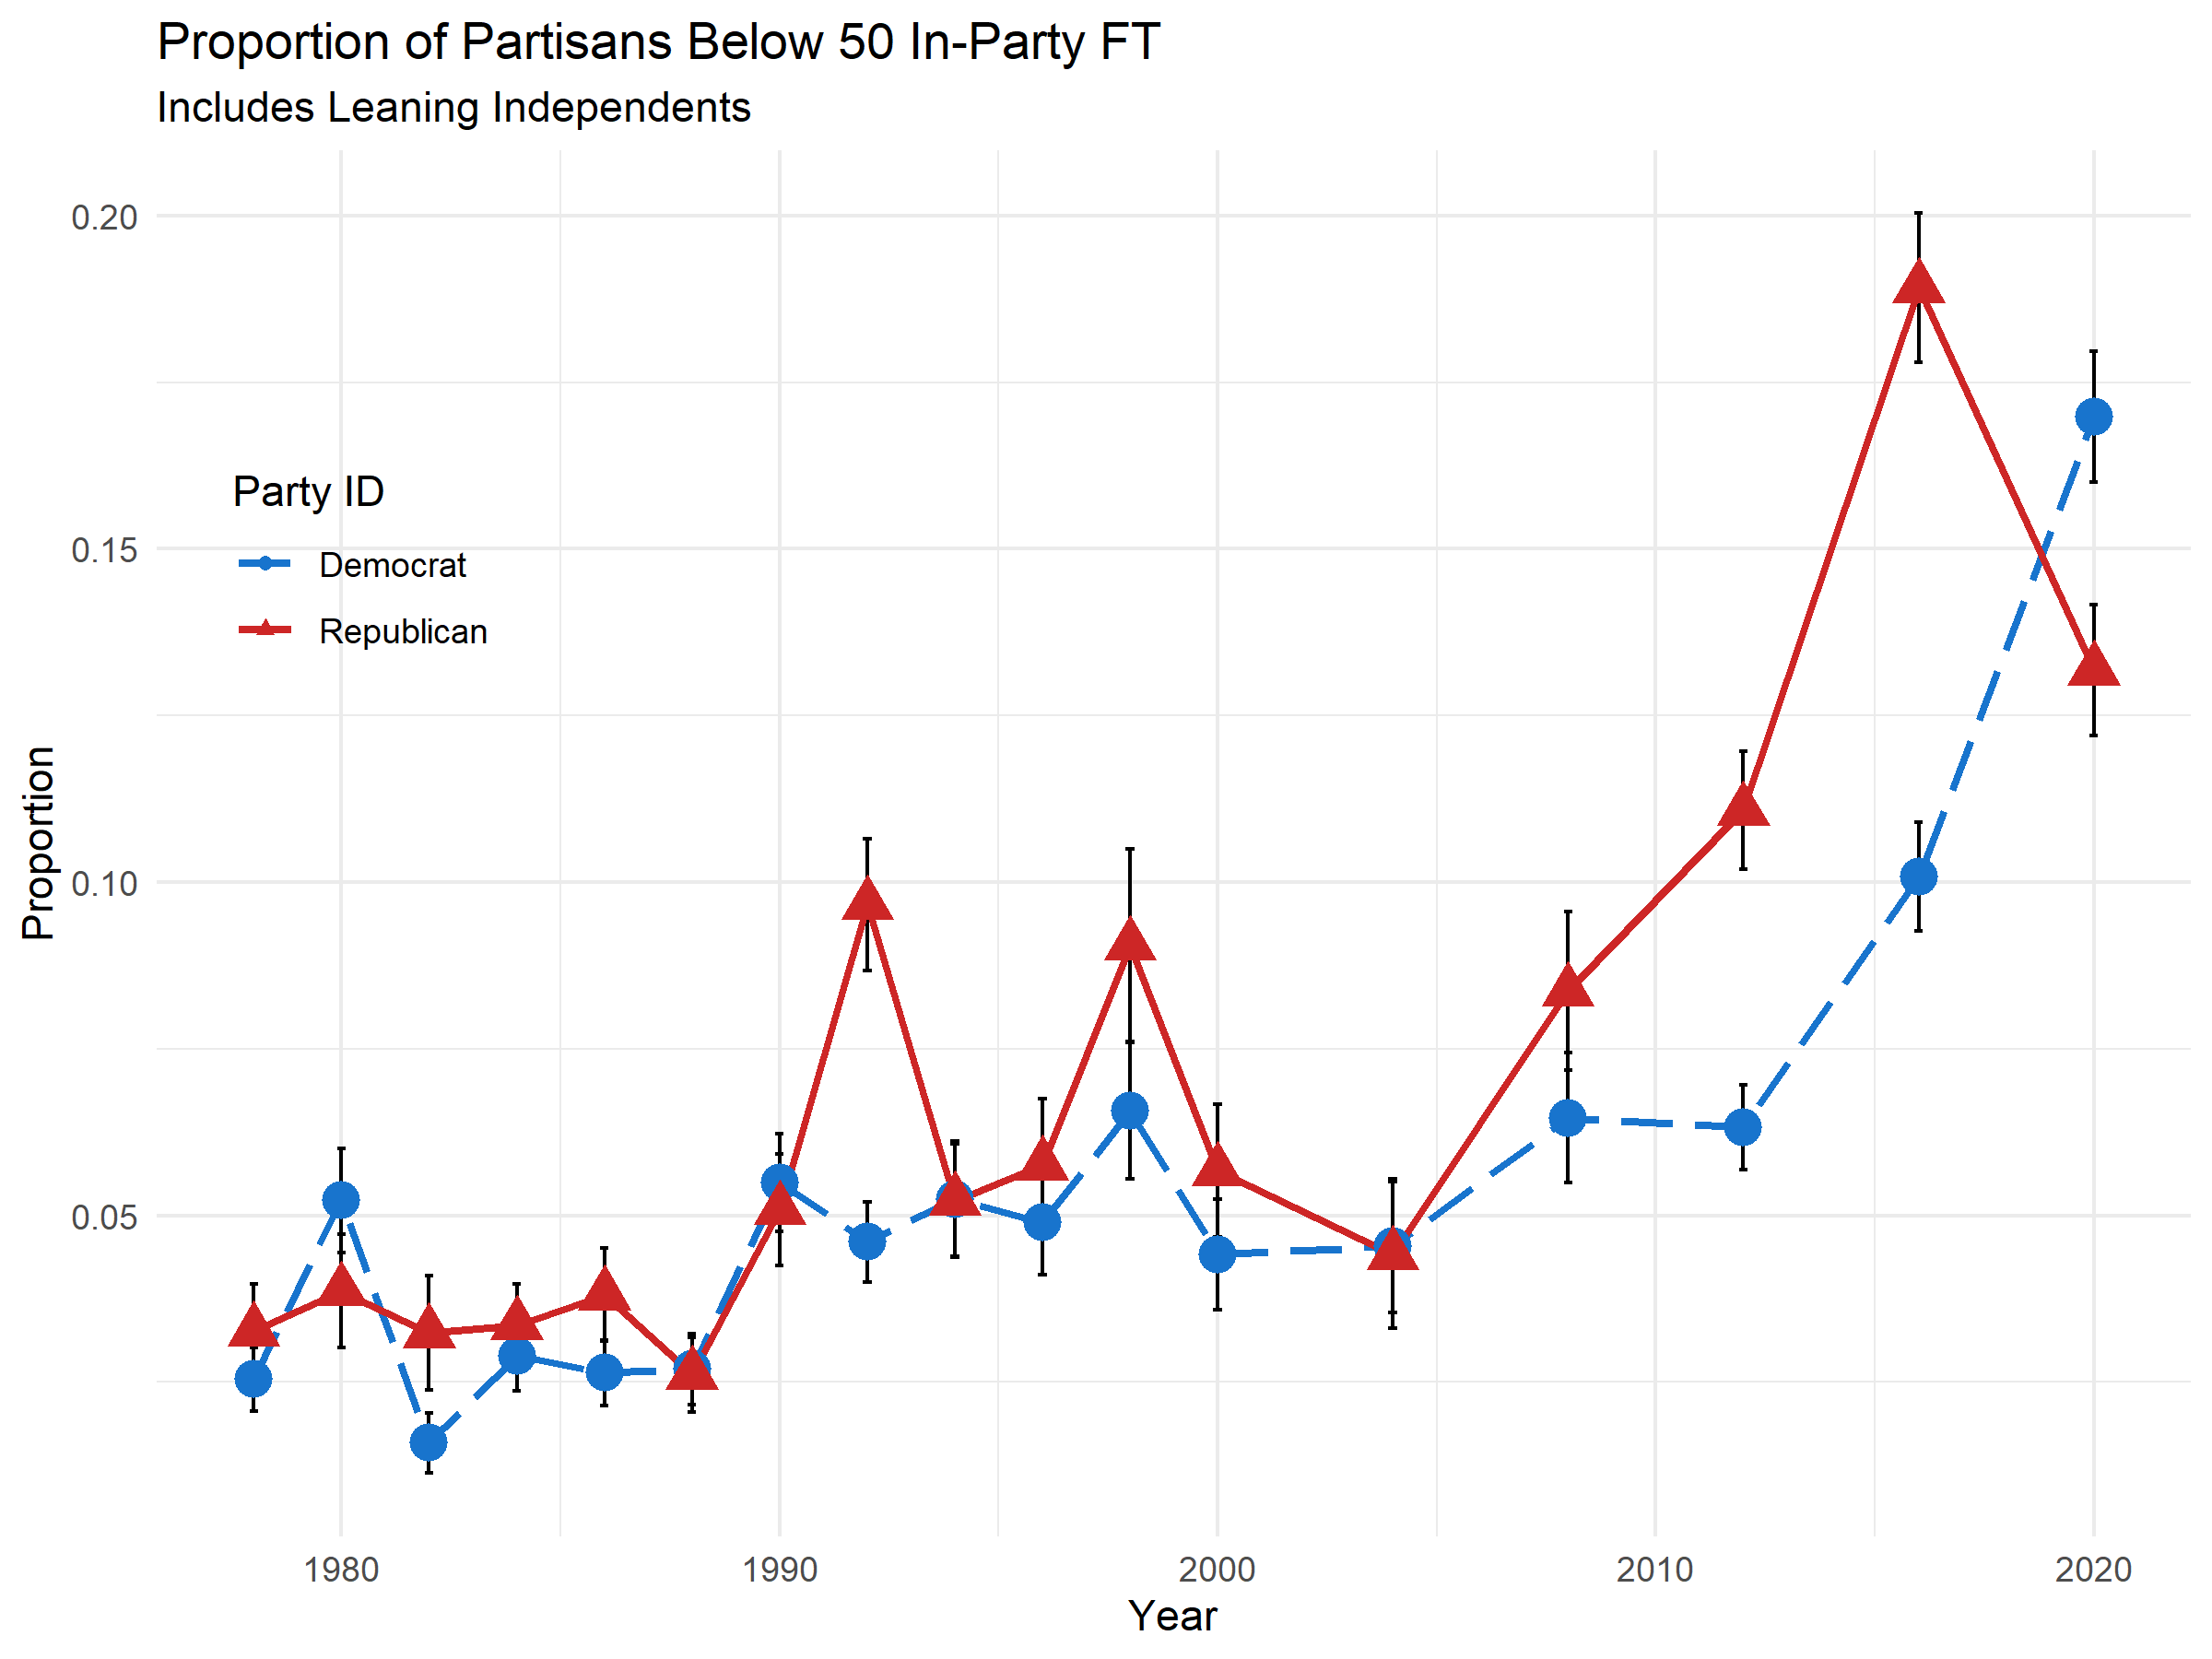 Proportion of Partisans Below 50 In-Party FT
Includes Leaning Independents
0.20
0.15
0.10
0.05
Proportion
Party ID
Democrat
Republican
1980
1990
2000
2010
2020
Year